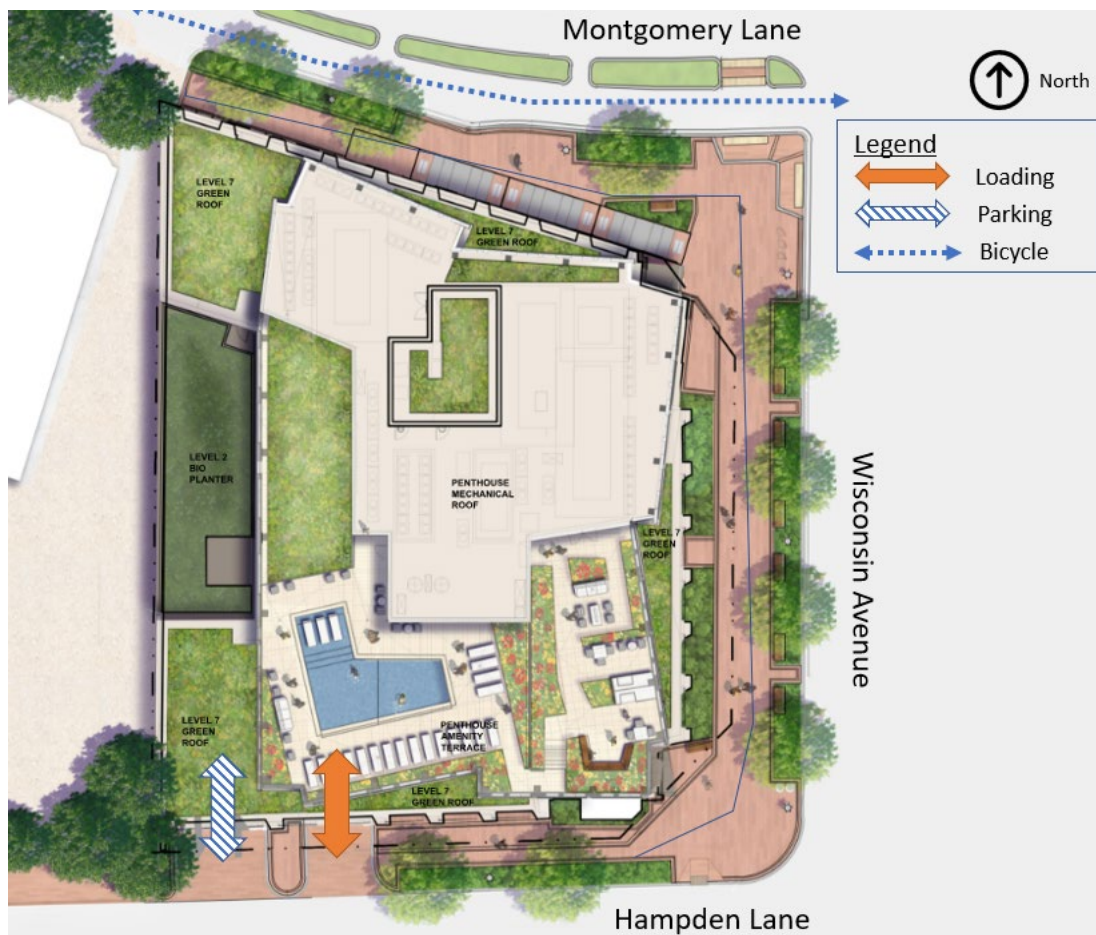 Montgomery Lane
North
Legend
Loading
Parking
Bicycle
LEVEL 7
GREEN
ROOF
LEVEL 7
GREEN ROOF
LEVEL 2
BIO
PLANTER
PENTHOUSE
MECHANICAL
ROOF
LEVEL 7
GREEN
ROOF
Wisconsin Avenue
LEVEL 7
GREEN
ROOF
PENTHOUSE
AMENITY
TERRACE
LEVEL 7
GREEN ROOF
Hampden Lane